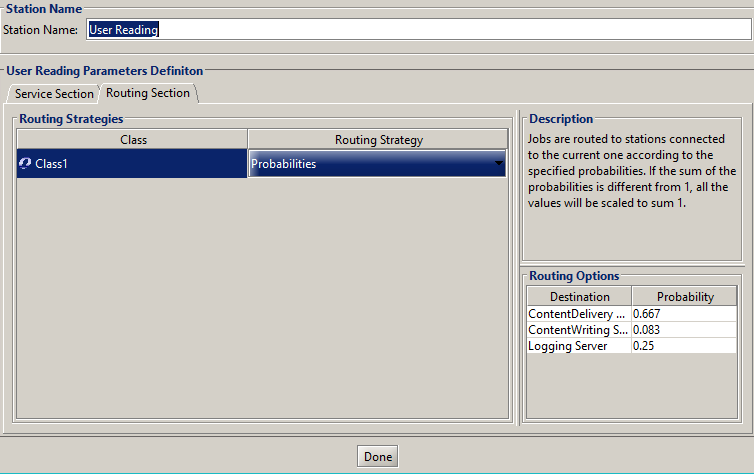 Station Name
Station Name: User Reading
User Reading Parameters Definiton
Service Section Routing Section
Routing Strategies
Class Routing Strategy
Class1 Probabilities
Description
Jobs are routed to stations connected
to the current one according to the
specified probabilities. If the sum of the
probabilities is different from 1, all the
values will be scaled to sum 1.
Routing Options
Destination Probability
ContentDelivery ... 0.667
ContentWriting S... 0.083
Logging Server 0.25
Done